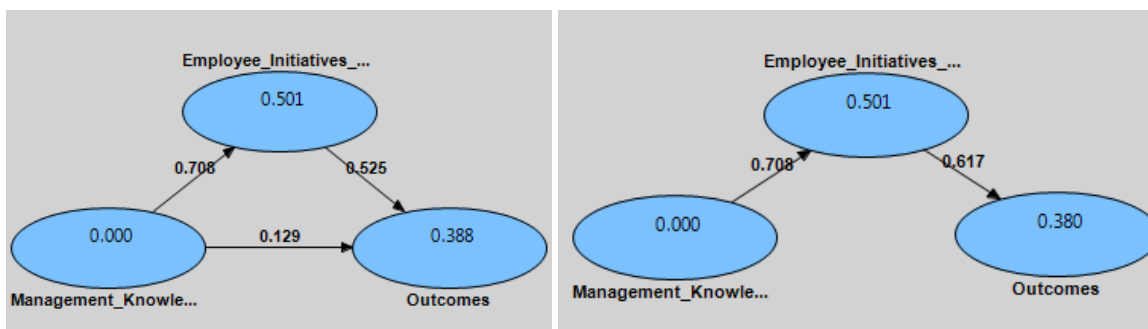 Employee_Initiatives_...
0.501
0.708
0.525
0.000
0.129
0.388
Management_Knowle...
Outcomes
Employee_Initiatives_...
0.501
0.708
0.617
0.000
0.380
Management_Knowle...
Outcomes